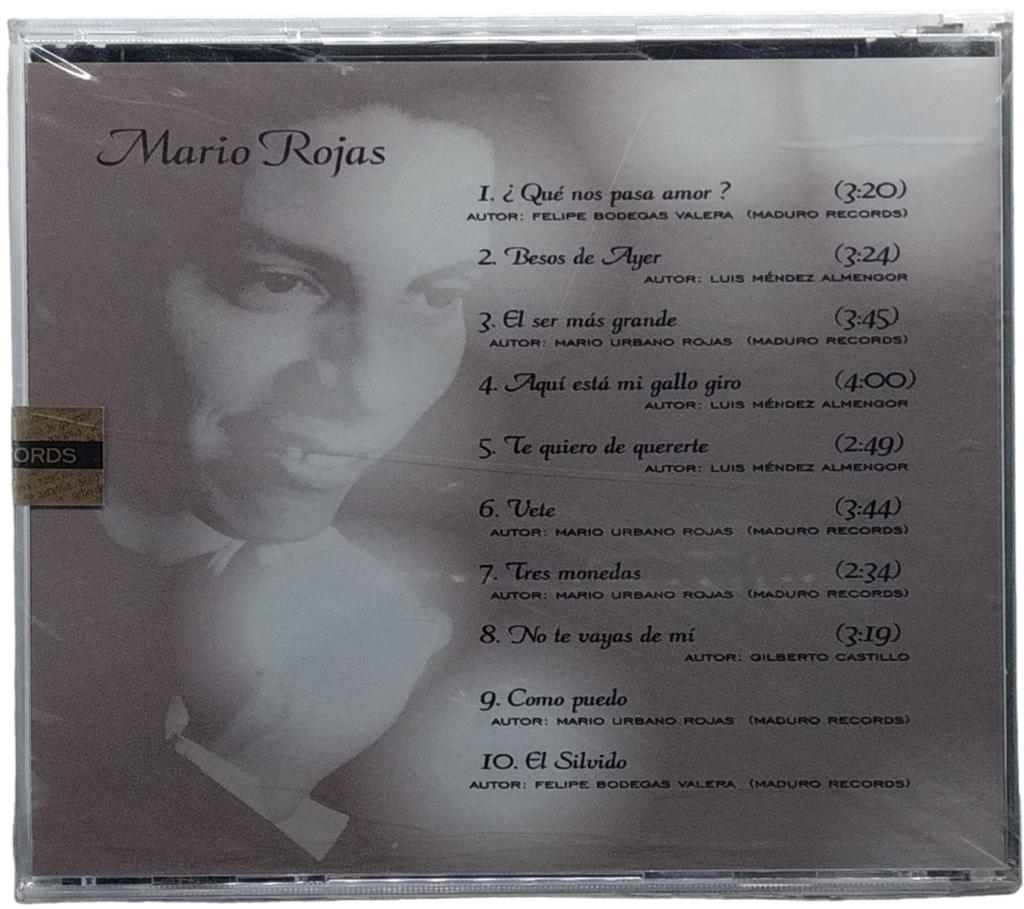 Mario Rojas
1. ¿ Qué nos pasa amor ? (3:20)
AUTOR: FELIPE BODEGAS VALERA (MADURO RECORDS)
2. Besos de Ayer (3:24)
AUTOR: LUIS MÉNDEZ ALMENGOR
3. El ser más grande (3:45)
AUTOR: MARIO URBANO ROJAS (MADURO RECORDS)
4. Aquí está mi gallo giro (4:00)
AUTOR: LUIS MÉNDEZ ALMENGOR
5. Te quiero de quererte (2:49)
AUTOR: LUIS MÉNDEZ ALMENGOR
6. Vete (3:44)
AUTOR: MARIO URBANO ROJAS (MADURO RECORDS)
7. Tres monedas (2:34)
AUTOR: MARIO URBANO ROJAS (MADURO RECORDS)
8. No te vayas de mí (3:19)
AUTOR: GILBERTO CASTILLO
9. Como puedo
AUTOR: MARIO URBANO ROJAS (MADURO RECORDS)
10. El Silvido
AUTOR: FELIPE BODEGAS VALERA (MADURO RECORDS)
ORDS